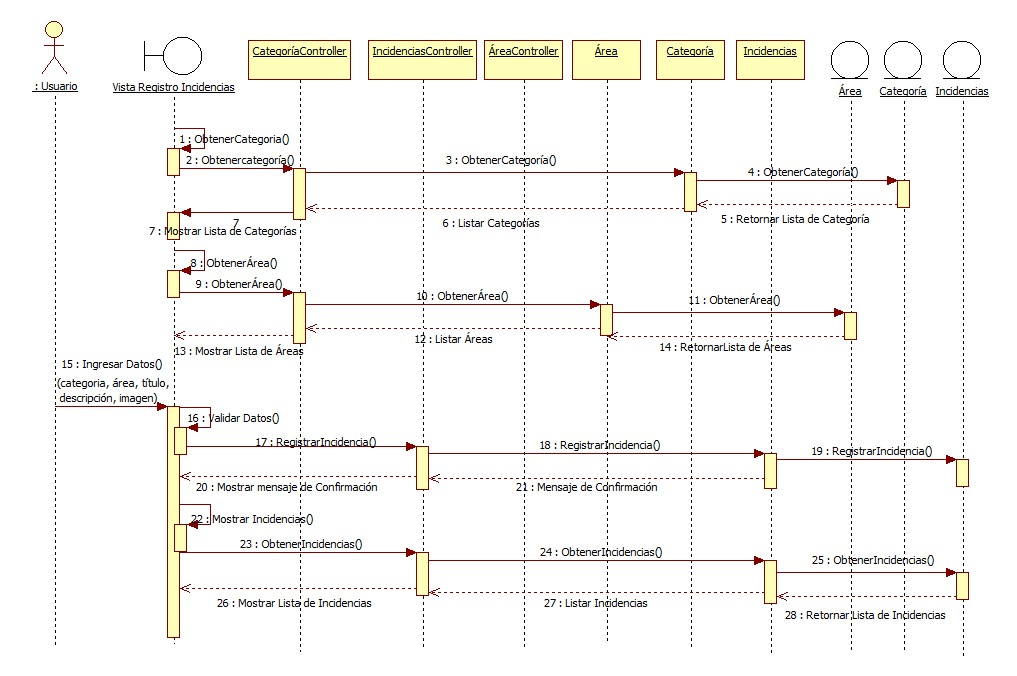 : Usuario
Vista Registro Incidencias
CategoríaController
IncidenciasController
ÁreaController
Área
Categoría
Incidencias
Área
Categoría
Incidencias
1 : ObtenerCategoria()
2 : Obtenercategoría()
3 : ObtenerCategoría()
4 : ObtenerCategoría()
5 : Retornar Lista de Categoría
6 : Listar Categorías
7
7 : Mostrar Lista de Categorías
8 : ObtenerÁrea()
9 : ObtenerÁrea()
10 : ObtenerÁrea()
11 : ObtenerÁrea()
12 : Listar Áreas
13 : Mostrar Lista de Áreas
14 : RetornarLista de Áreas
15 : Ingresar Datos()
(categoria, área, título,
descripción, imagen)
16 : Validar Datos()
17 : RegistrarIncidencia()
18 : RegistrarIncidencia()
19 : RegistrarIncidencia()
20 : Mostrar mensaje de Confirmación
21 : Mensaje de Confirmación
22 : Mostrar Incidencias()
23 : ObtenerIncidencias()
24 : ObtenerIncidencias()
25 : ObtenerIncidencias()
26 : Mostrar Lista de Incidencias
27 : Listar Incidencias
28 : Retornar Lista de Incidencias